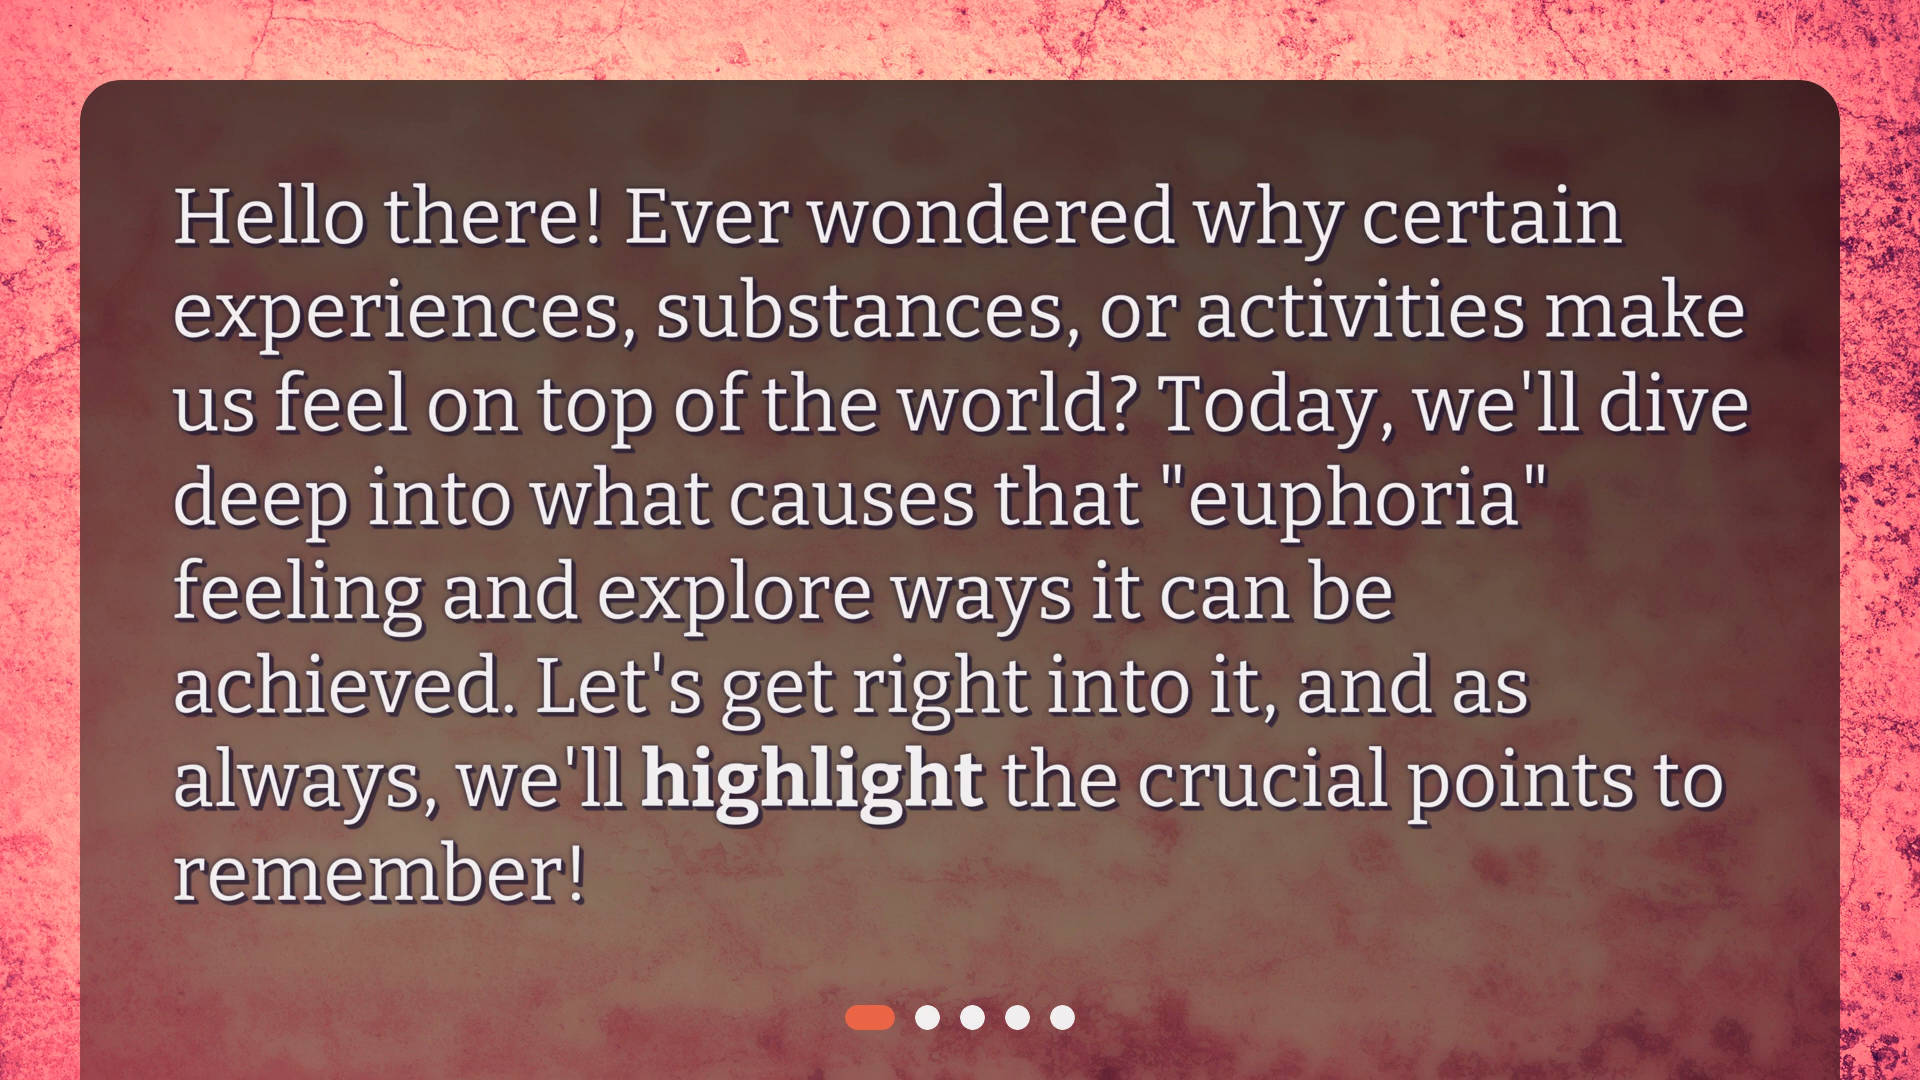 Hello there! Ever wondered why certain
experiences, substances, or activities make
us feel on top of the world? Today, we'll dive
deep into what causes that "euphoria"
feeling and explore ways it can be
achieved. Let's get right into it, and as
always, we'll highlight the crucial points to
remember!